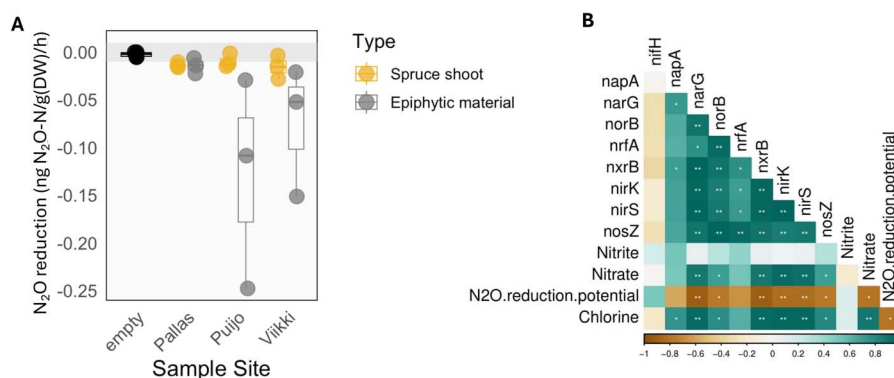 A
N₂O reduction (ng N₂O-N/g(DW)/h)
0.00
-0.05
-0.10
-0.15
-0.20
-0.25
empty
Pallas
Puijo
Viikki
Sample Site
Type
Spruce shoot
Epiphytic material
B
nifH
napA
narG
norB
nrfA
nxrB
nirK
nirS
nosZ
Nitrite
Nitrate
N2O.reduction.potential
napA
narG
norB
nrfA
nxrB
nirK
nirS
nosZ
Nitrite
Nitrate
N2O.reduction.potential
Chlorine
-1
-0.8
-0.6
-0.4
-0.2
0
0.2
0.4
0.6
0.8